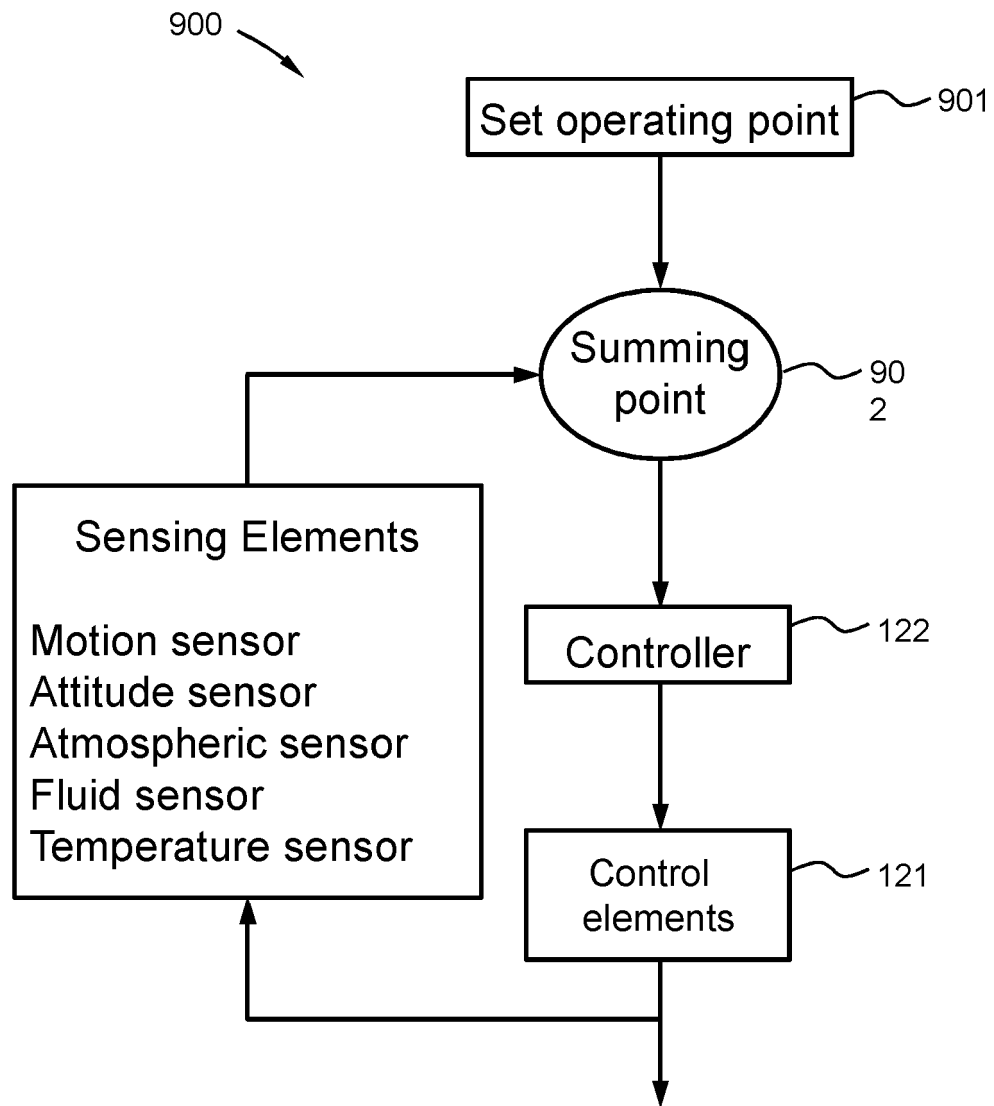 900
Set operating point
901
Summing
point
90
2
Sensing Elements
Motion sensor
Attitude sensor
Atmospheric sensor
Fluid sensor
Temperature sensor
Controller
122
Control
elements
121